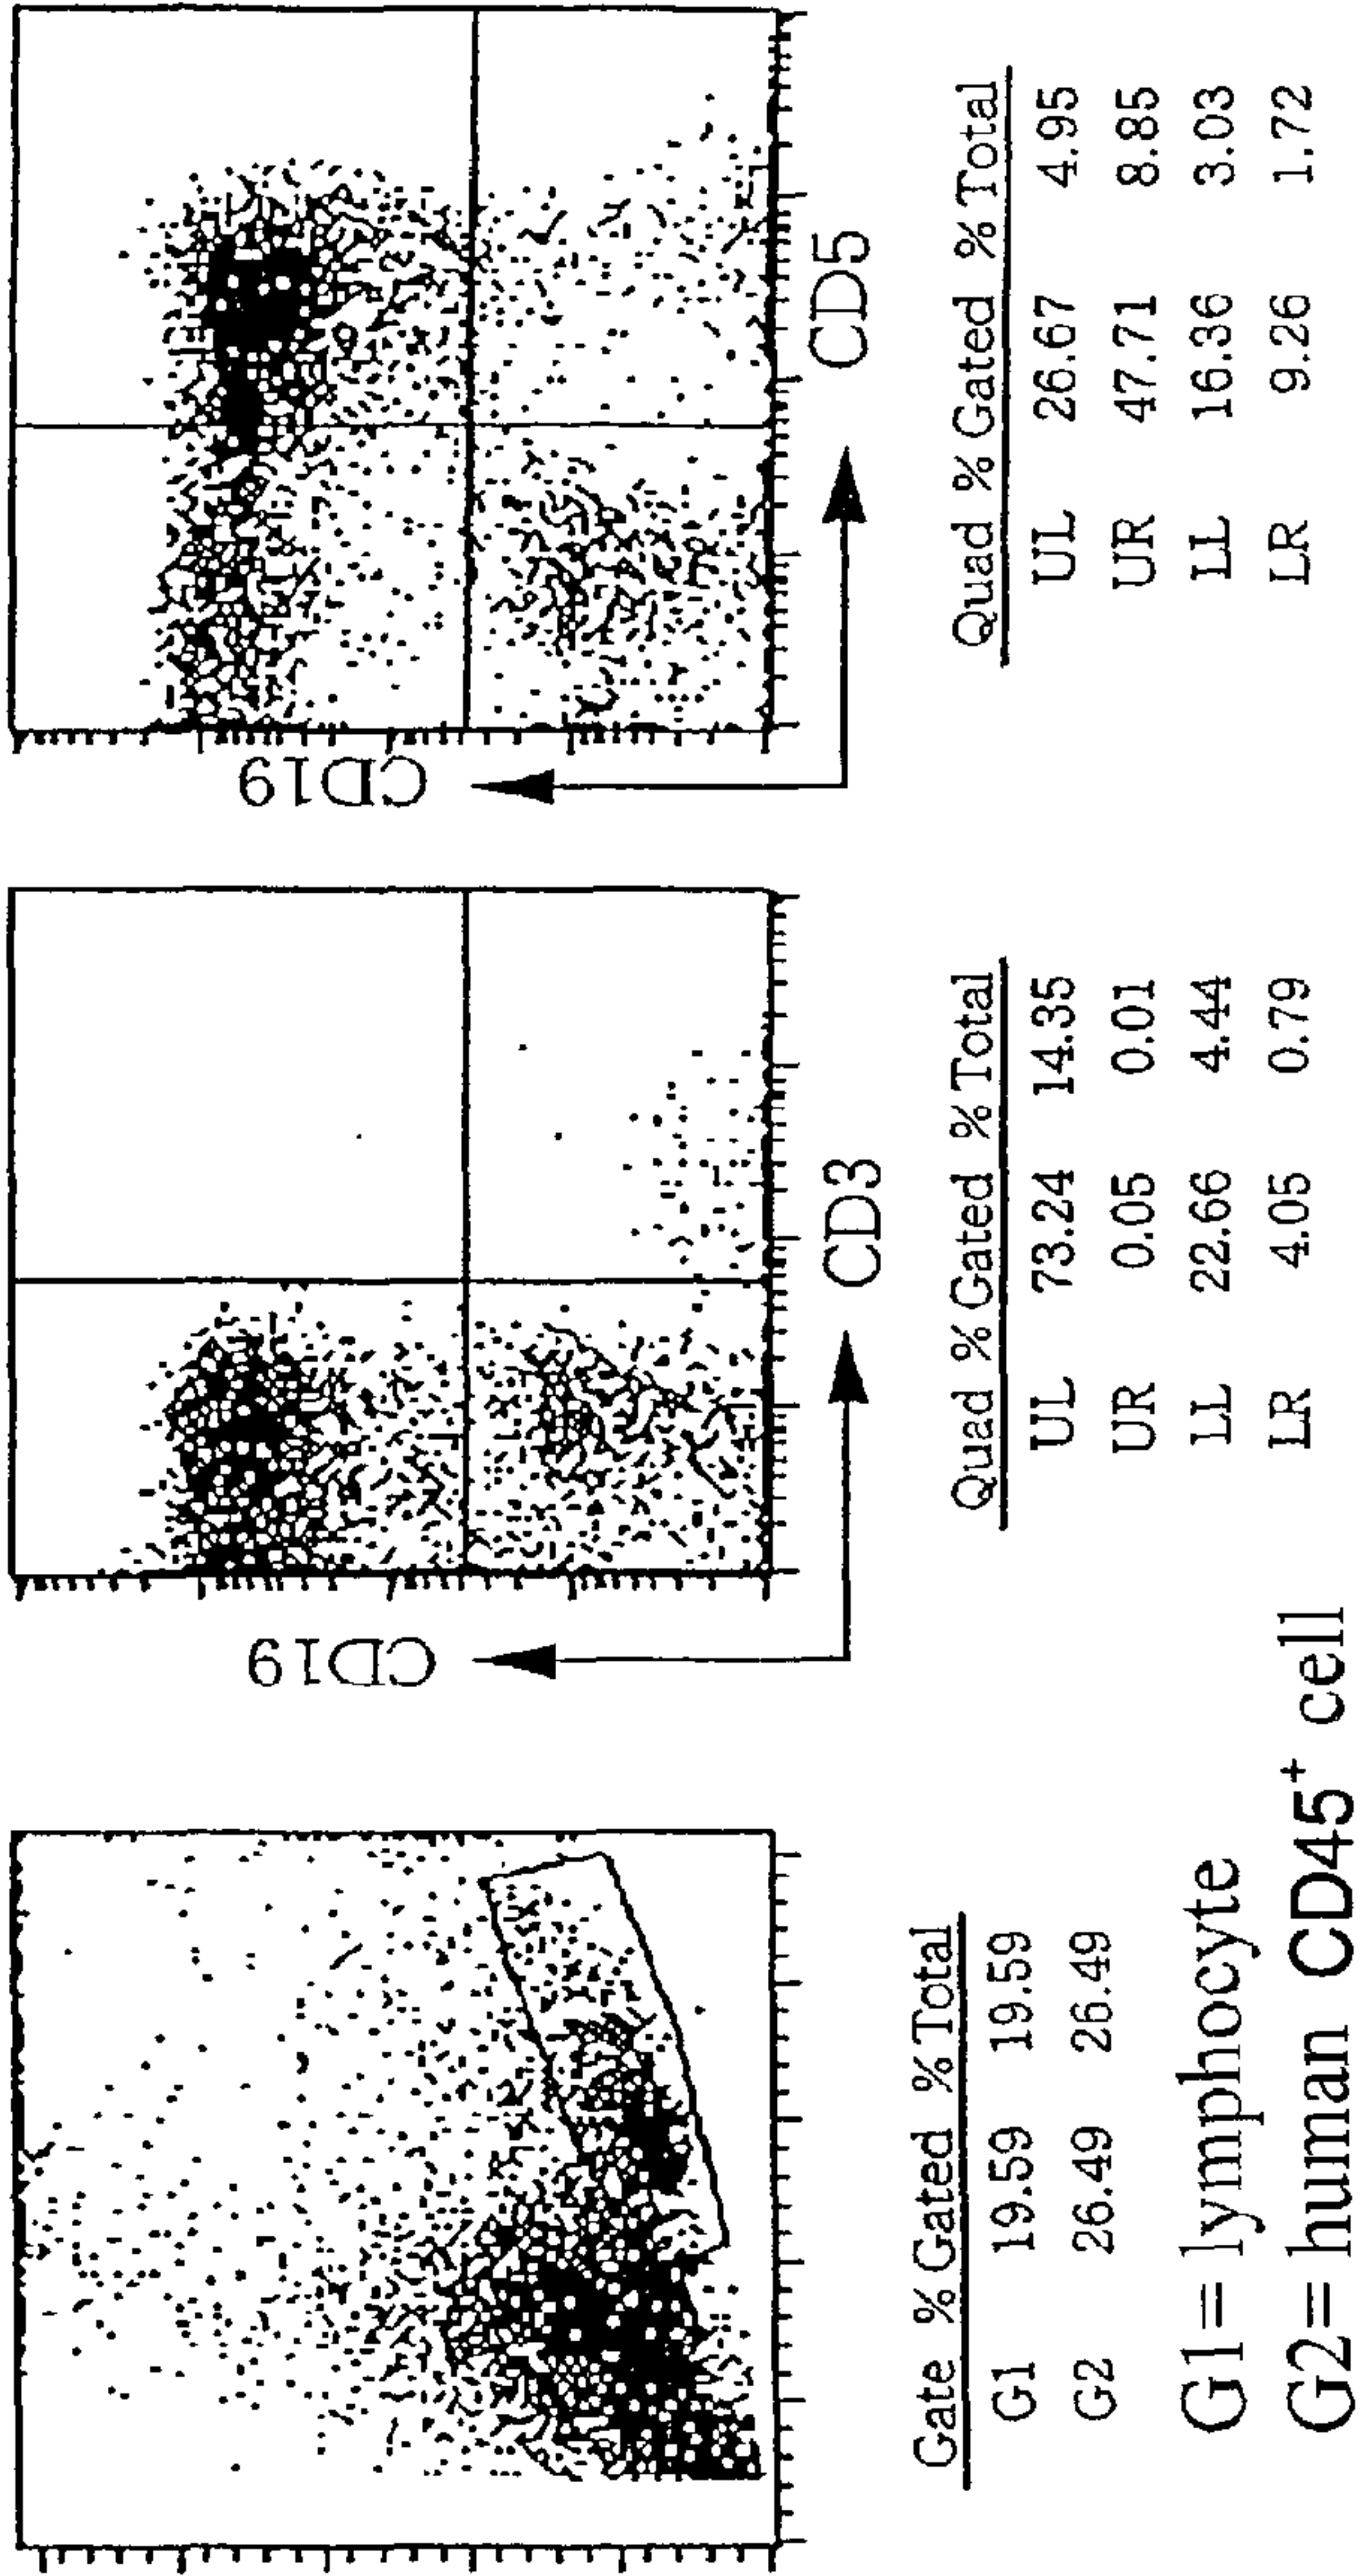 Gate % Gated % Total
G1 19.59 19.59
G2 26.49 26.49
G1= lymphocyte
G2= human CD45+ cell
CD19
CD3
Quad % Gated % Total
UL 73.24 14.35
UR 0.05 0.01
LL 22.66 4.44
LR 4.05 0.79
CD19
CD5
Quad % Gated % Total
UL 26.67 4.95
UR 47.71 8.85
LL 16.36 3.03
LR 9.26 1.72